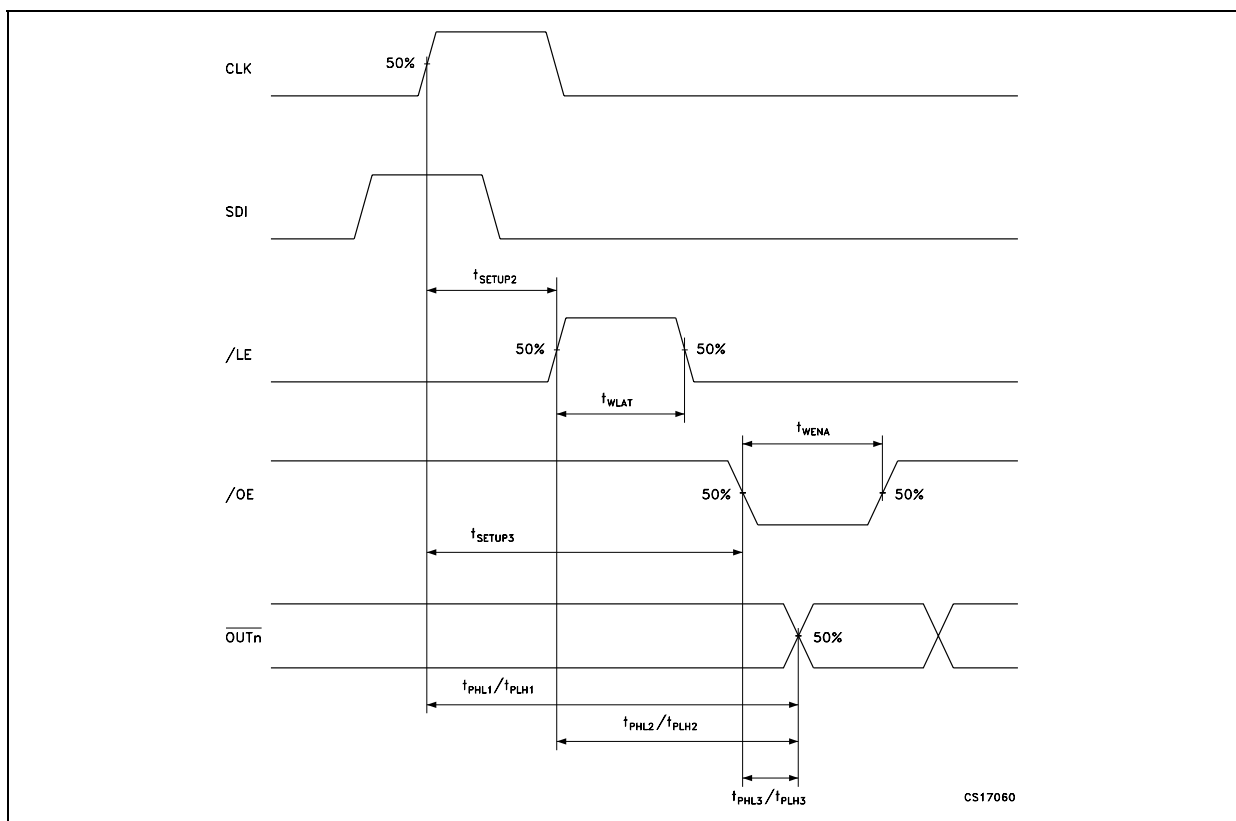 CLK
50%
SDI
tSETUP2
/LE
50%
50%
tWLAT
tWENA
/OE
50%
50%
tSETUP3
OUTn
50%
tPHL1/tPLH1
tPHL2/tPLH2
tPHL3/tPLH3
CS17060